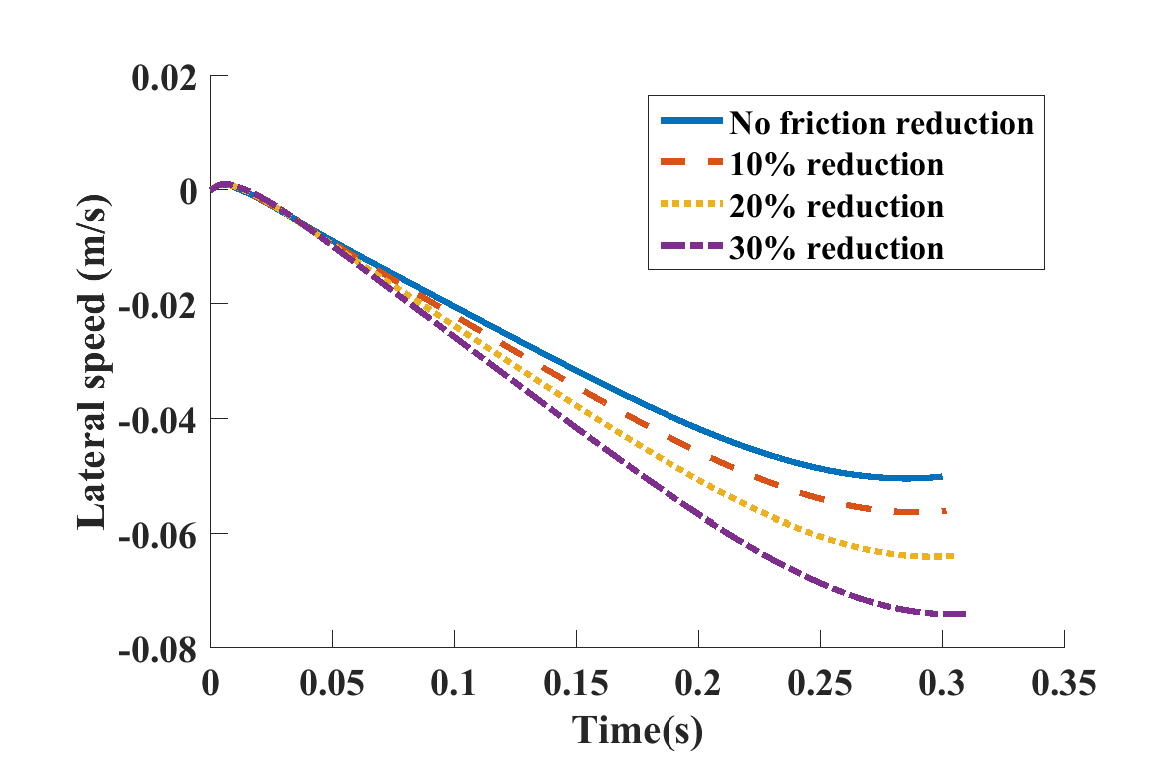 0.02
0
-0.02
-0.04
-0.06
-0.08
Lateral speed (m/s)
No friction reduction
10% reduction
20% reduction
30% reduction
0 0.05 0.1 0.15 0.2 0.25 0.3 0.35
Time(s)